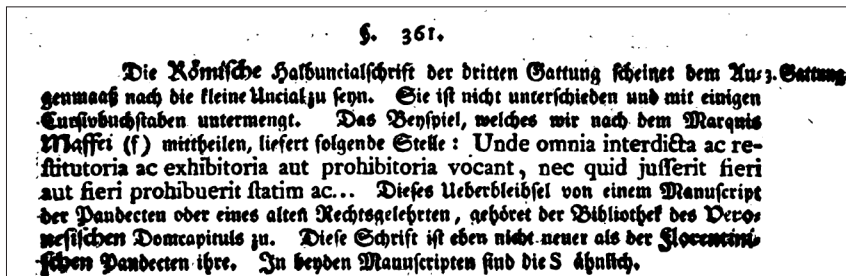 §. 361.
Die Römische Halbuncialschrift der dritten Gattung scheinet dem Au- 3. Gattung
genmaaß nach die kleine Uncial zu seyn. Sie ist nicht unterschieden und mit einigen
Cursivbuchstaben untermengt. Das Beyspiel, welches wir nach dem Marquis
Maffei (f) mittheilen, liefert folgende Stelle: Unde omnia interdicta ac re-
stitutoria ac exhibitoria aut prohibitoria vocant, nec quid jusserit fieri
aut fieri prohibuerit statim ac... Dieses Ueberbleibsel von einem Manuscript
der Pandecten oder eines alten Rechtsgelehrten, gehöret der Bibliothek des Vero-
nesischen Domcapituls zu. Diese Schrift ist eben nicht neuer als der Florentini-
schen Pandecten ihre. In beyden Manuscripten sind die S ähnlich.